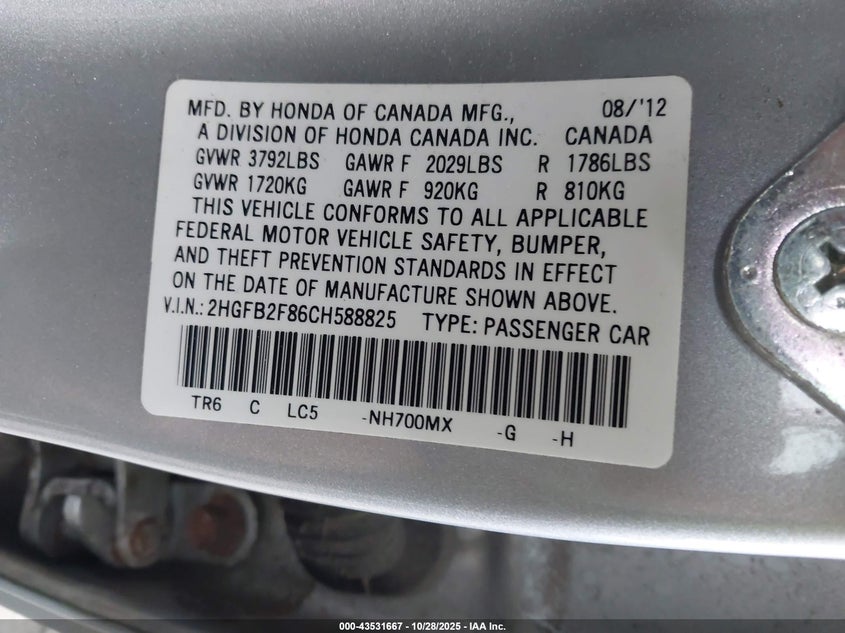 MFD. BY HONDA OF CANADA MFG., 08/'12
A DIVISION OF HONDA CANADA INC. CANADA
GVWR 3792LBS GAWR F 2029LBS R 1786LBS
GVWR 1720KG GAWR F 920KG R 810KG
THIS VEHICLE CONFORMS TO ALL APPLICABLE
FEDERAL MOTOR VEHICLE SAFETY, BUMPER,
AND THEFT PREVENTION STANDARDS IN EFFECT
ON THE DATE OF MANUFACTURE SHOWN ABOVE.
V.I.N.: 2HGFB2F86CH588825 TYPE: PASSENGER CAR
TR6 C LC5 -NH700MX -G -H
000-43531667 - 10/28/2025 - IAA Inc.